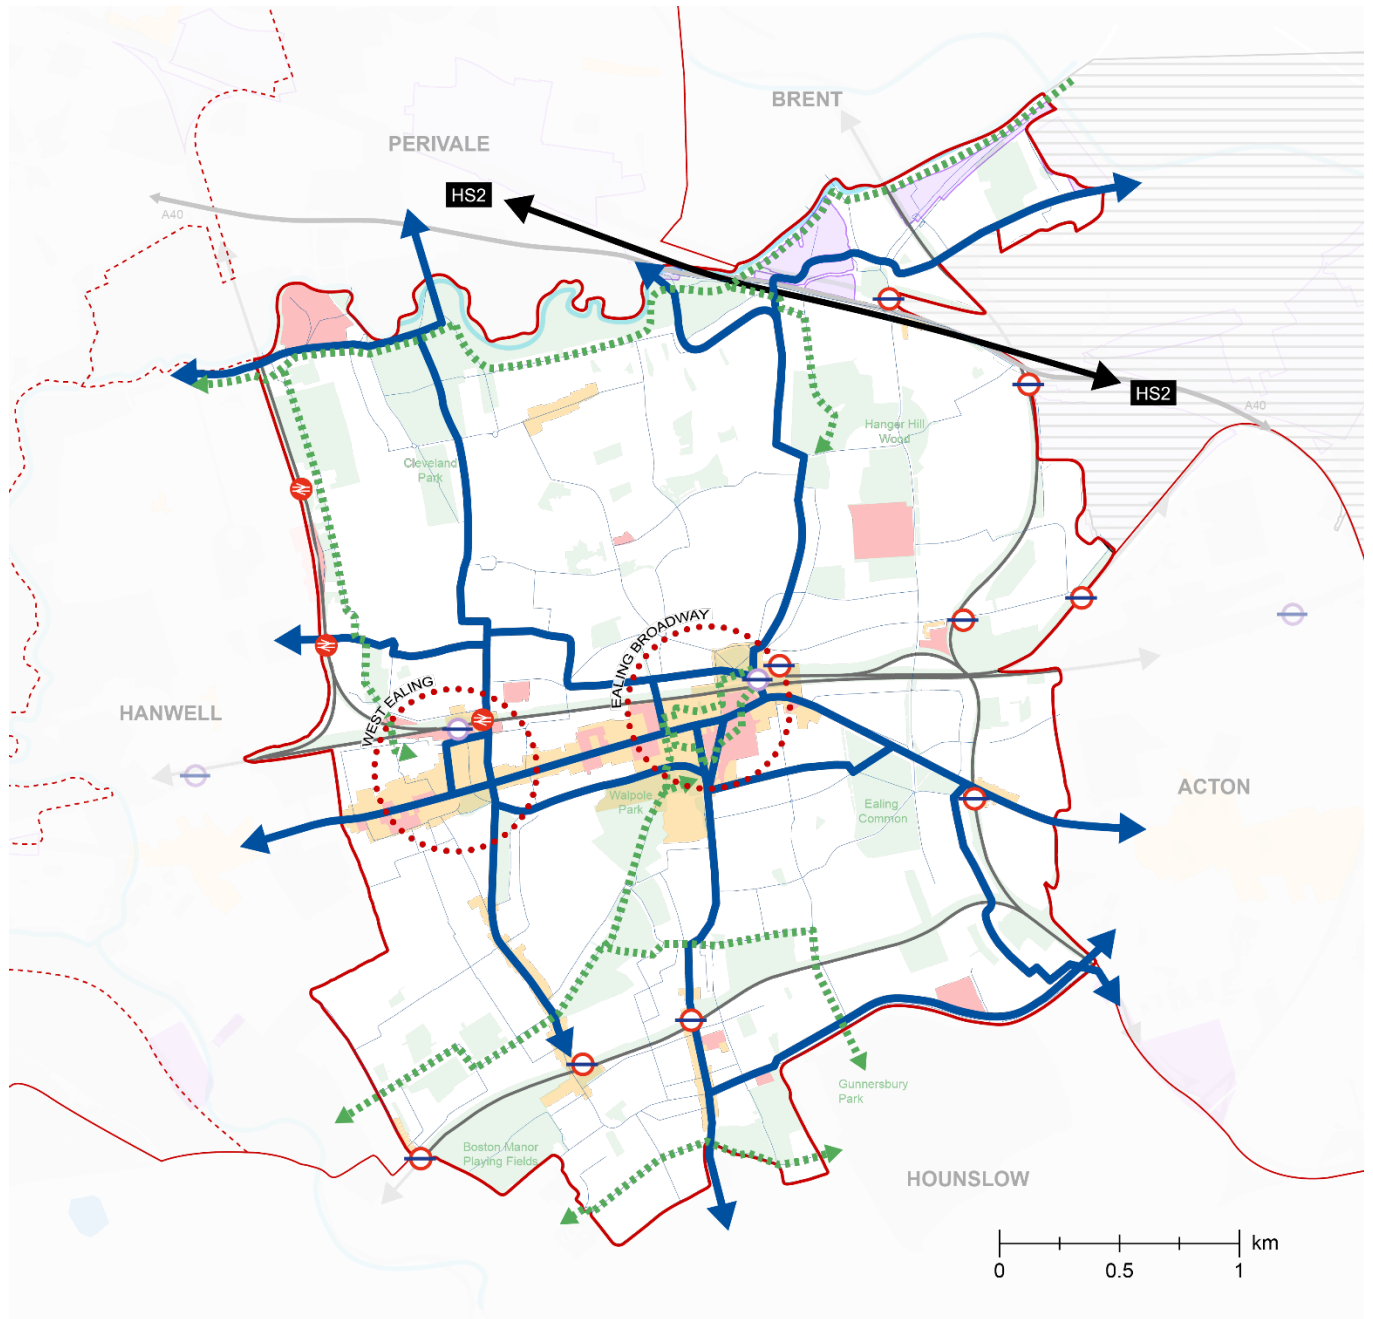 BRENT
PERIVALE
HS2
A40
HS2
A40
Hanger Hill
Wood
Cleveland
Park
EALING BROADWAY
WEST EALING
HANWELL
ACTON
Walpole
Park
Ealing
Common
Gunnersbury
Park
Boston Manor
Playing Fields
HOUNSLOW
km
0 0.5 1